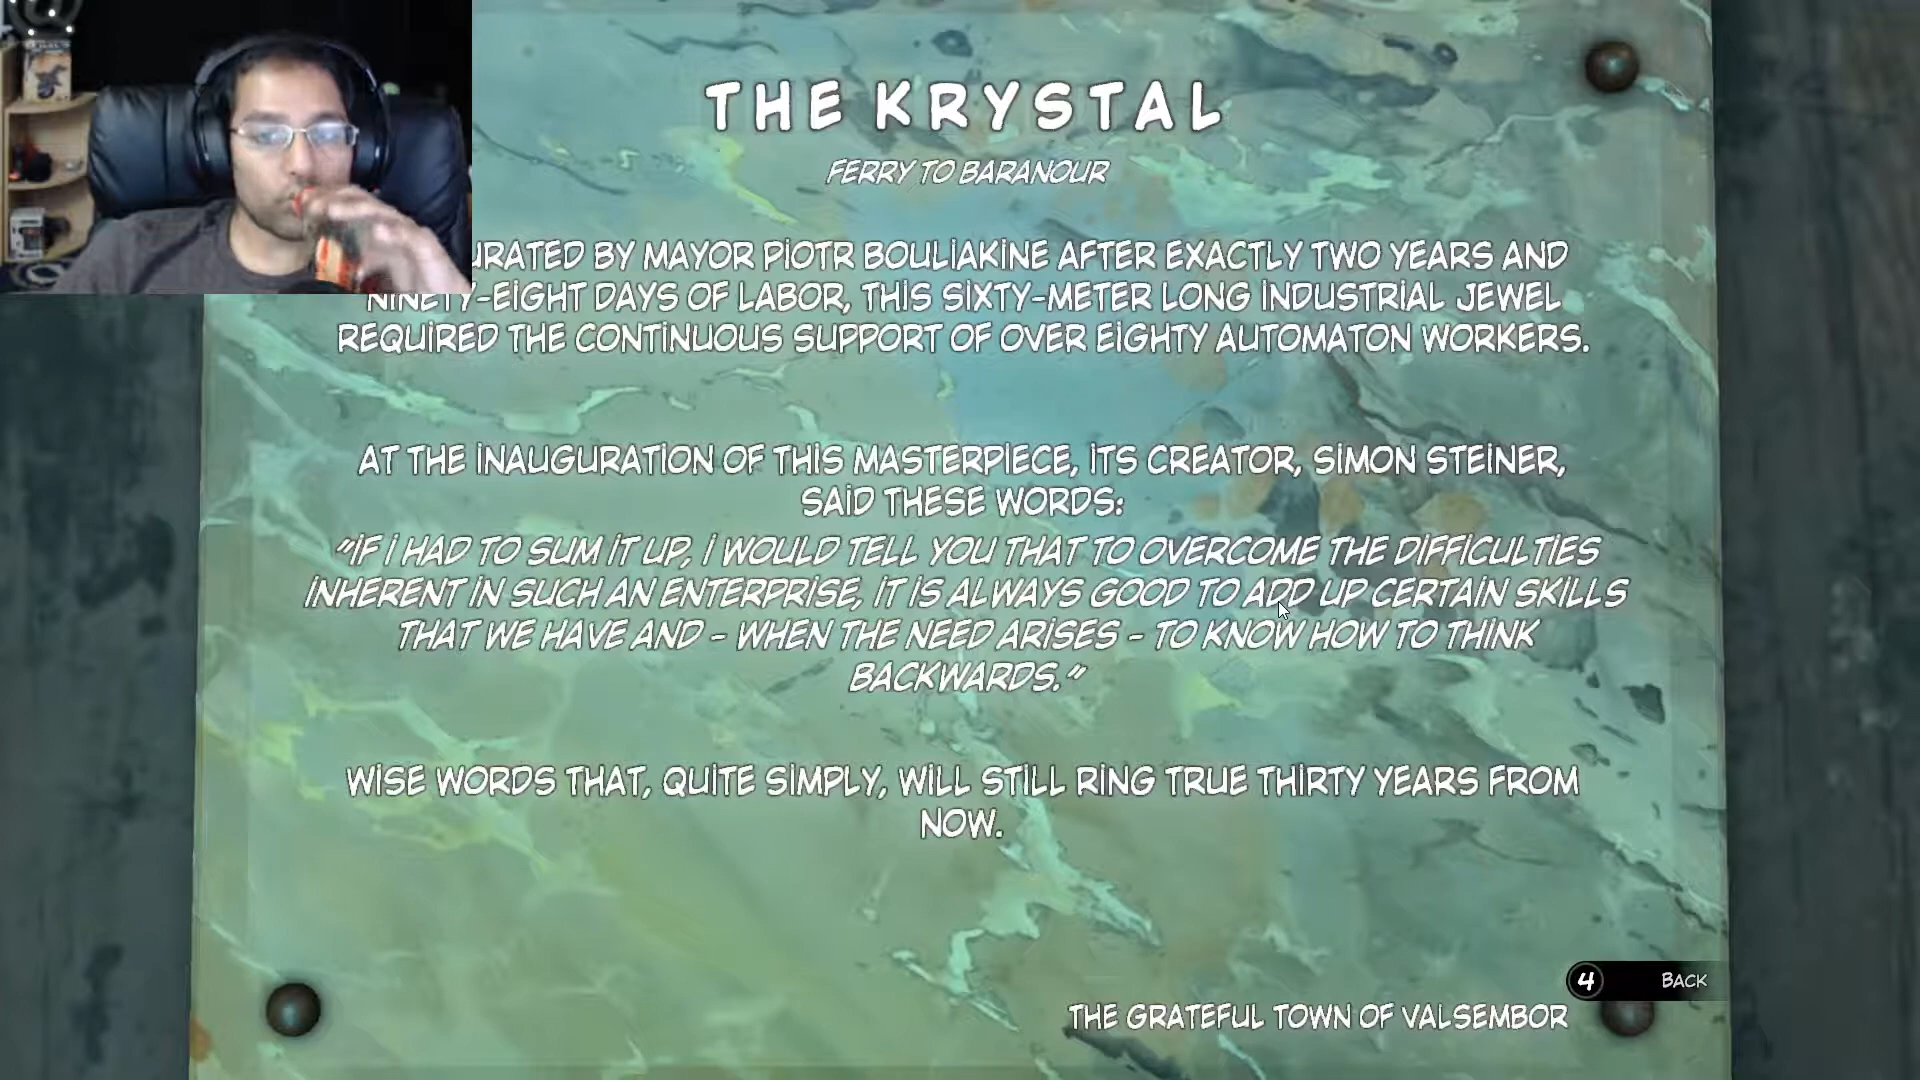 THE KRYSTAL
FERRY TO BARANOUR
BY MAYOR PIOTR BOULIAKINE AFTER EXACTLY TWO YEARS AND
NINETY-EIGHT DAYS OF LABOR, THIS SIXTY-METER LONG INDUSTRIAL JEWEL
REQUIRED THE CONTINUOUS SUPPORT OF OVER EIGHTY AUTOMATON WORKERS.
AT THE INAUGURATION OF THIS MASTERPIECE, ITS CREATOR, SIMON STEINER,
SAID THESE WORDS:
"IF I HAD TO SUM IT UP, I WOULD TELL YOU THAT TO OVERCOME THE DIFFICULTIES
INHERENT IN SUCH AN ENTERPRISE, IT IS ALWAYS GOOD TO ADD UP CERTAIN SKILLS
THAT WE HAVE AND - WHEN THE NEED ARISES - TO KNOW HOW TO THINK
BACKWARDS."
WISE WORDS THAT, QUITE SIMPLY, WILL STILL RING TRUE THIRTY YEARS FROM
NOW.
4 BACK
THE GRATEFUL TOWN OF VALSEMBOR